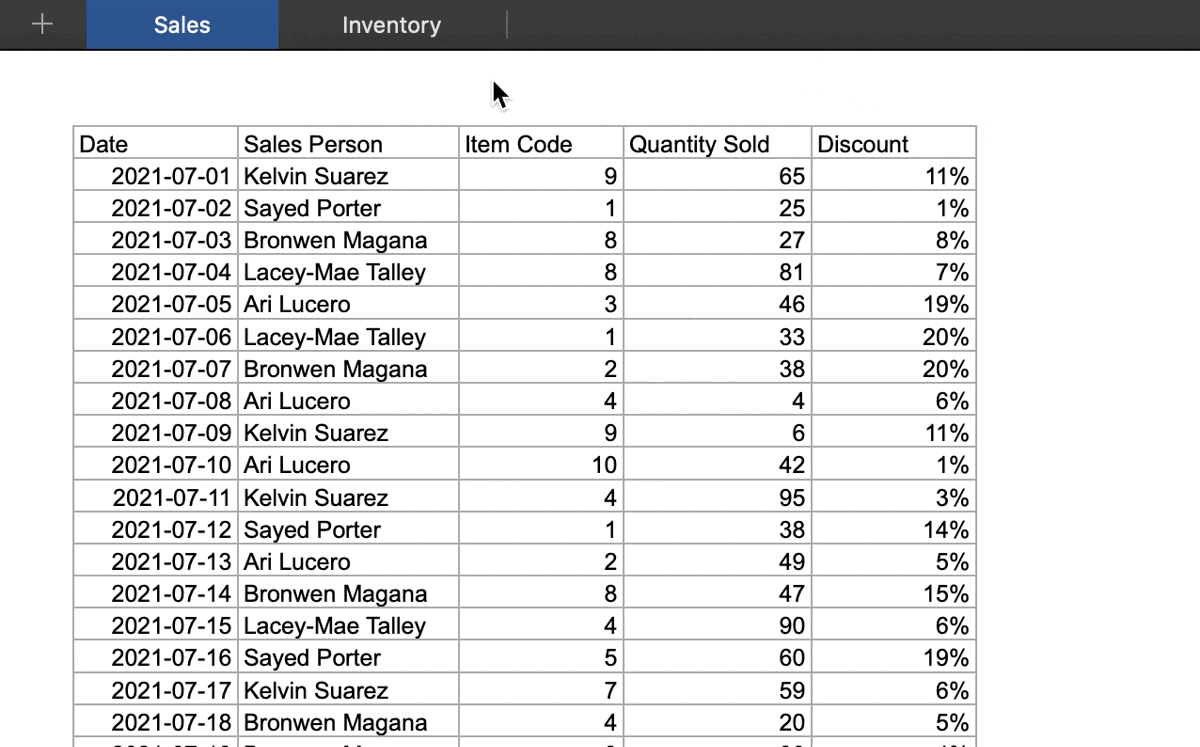 Sales Inventory
Date Sales Person Item Code Quantity Sold Discount
2021-07-01 Kelvin Suarez 9 65 11%
2021-07-02 Sayed Porter 1 25 1%
2021-07-03 Bronwen Magana 8 27 8%
2021-07-04 Lacey-Mae Talley 8 81 7%
2021-07-05 Ari Lucero 3 46 19%
2021-07-06 Lacey-Mae Talley 1 33 20%
2021-07-07 Bronwen Magana 2 38 20%
2021-07-08 Ari Lucero 4 4 6%
2021-07-09 Kelvin Suarez 9 6 11%
2021-07-10 Ari Lucero 10 42 1%
2021-07-11 Kelvin Suarez 4 95 3%
2021-07-12 Sayed Porter 1 38 14%
2021-07-13 Ari Lucero 2 49 5%
2021-07-14 Bronwen Magana 8 47 15%
2021-07-15 Lacey-Mae Talley 4 90 6%
2021-07-16 Sayed Porter 5 60 19%
2021-07-17 Kelvin Suarez 7 59 6%
2021-07-18 Bronwen Magana 4 20 5%